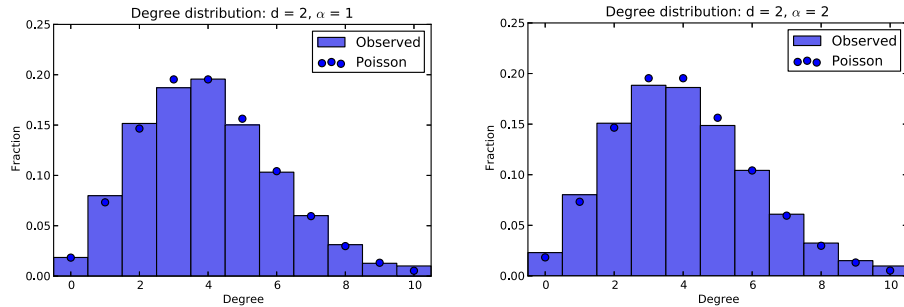 Degree distribution: d = 2, α = 1
0.25
0.20
0.15
0.10
0.05
0.00
Fraction
0 2 4 6 8 10
Degree
Observed
Poisson
Degree distribution: d = 2, α = 2
0.25
0.20
0.15
0.10
0.05
0.00
Fraction
0 2 4 6 8 10
Degree
Observed
Poisson